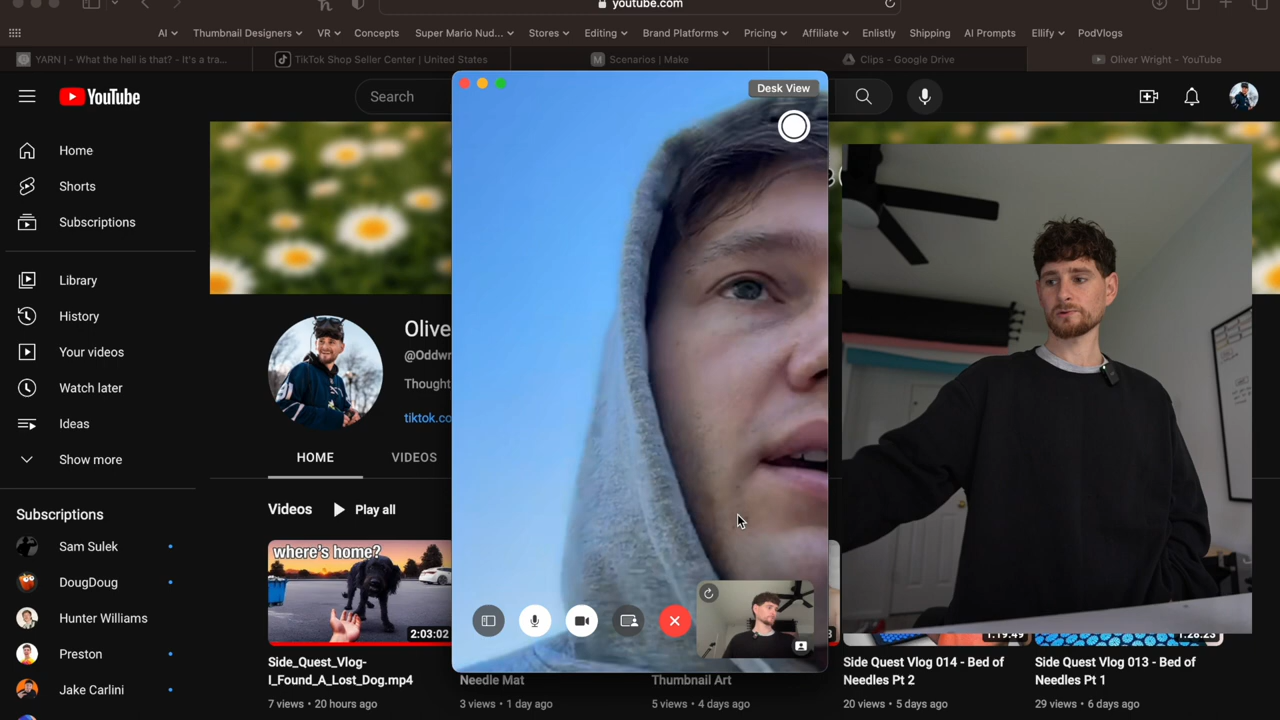 youtube.com
AI
Thumbnail Designers
VR
Concepts
Super Mario Nud...
Stores
Editing
Brand Platforms
Pricing
Affiliate
Enlistly
Shipping
AI Prompts
Ellify
PodVlogs
YARN | - What the hell is that? - It's a tra...
TikTok Shop Seller Center | United States
Scenarios | Make
Clips - Google Drive
Oliver Wright - YouTube
YouTube
Search
Desk View
Home
Shorts
Subscriptions
Library
History
Your videos
Watch later
Ideas
Show more
Subscriptions
Sam Sulek
DougDoug
Hunter Williams
Preston
Jake Carlini
Olive
@Oddwr
Thought
tiktok.co
HOME
VIDEOS
Videos
Play all
where's home?
2:03:02
1:19:49
1:28:23
Side_Quest_Vlog-
I_Found_A_Lost_Dog.mp4
7 views • 20 hours ago
Needle Mat
3 views • 1 day ago
Thumbnail Art
5 views • 4 days ago
Side Quest Vlog 014 - Bed of
Needles Pt 2
20 views • 5 days ago
Side Quest Vlog 013 - Bed of
Needles Pt 1
29 views • 6 days ago